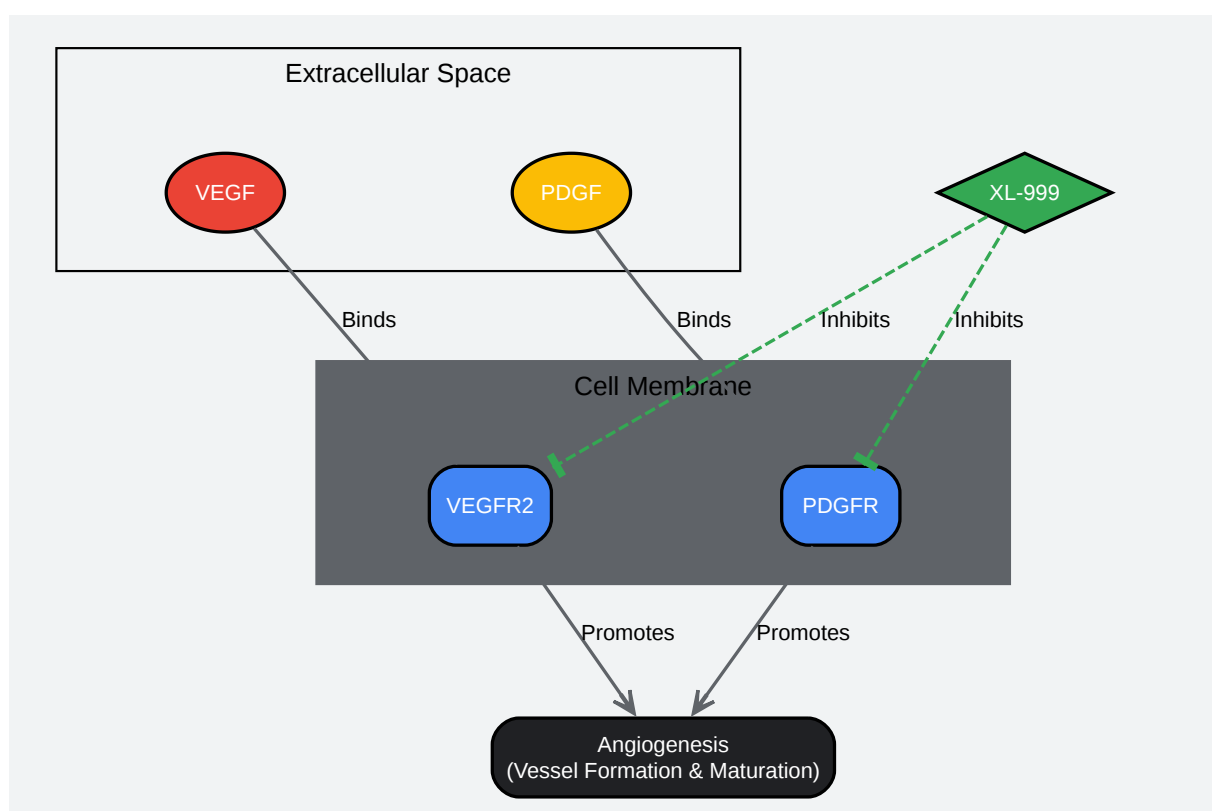 Extracellular Space
VEGF
PDGF
XL-999
Binds
Binds
Inhibits
Inhibits
Cell Membrane
VEGFR2
PDGFR
Promotes
Promotes
Angiogenesis
(Vessel Formation & Maturation)